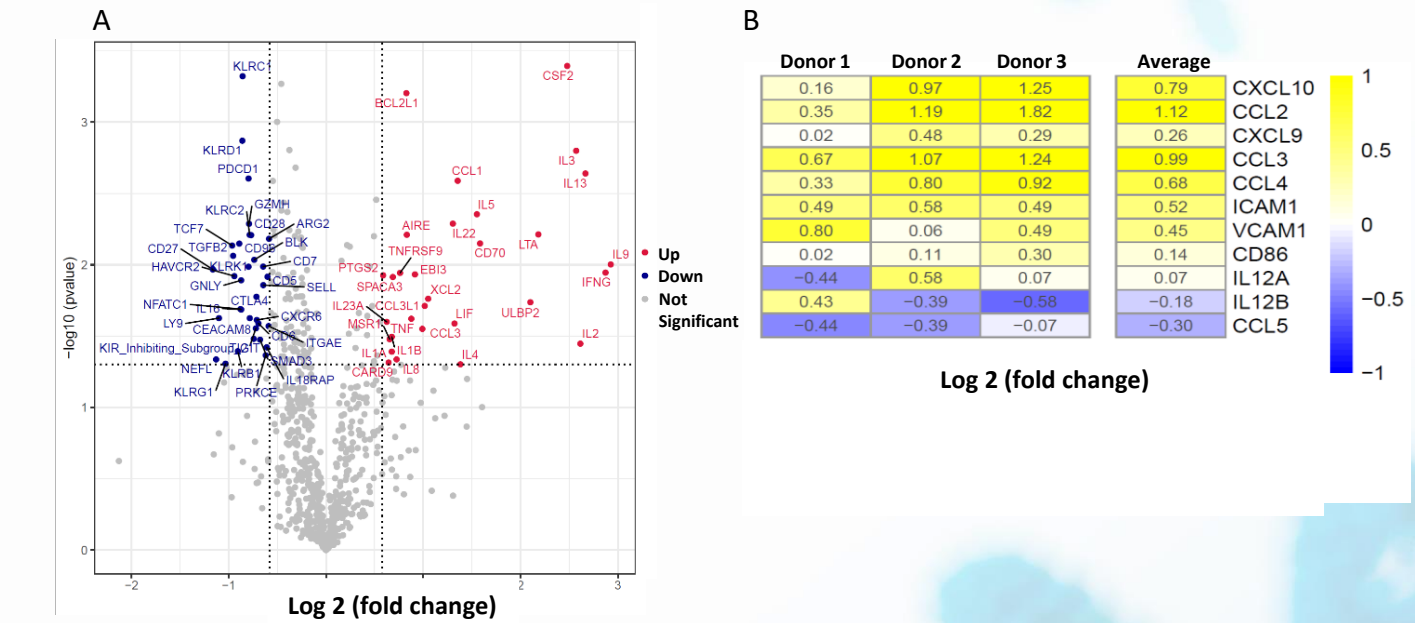 A
KLRC1
CSF2
BCL2L1
3
KLRD1
IL3
PDCD1
CCL1
IL13
KLRC2
GZMH
IL5
TCF7
CD28
ARG2
AIRE
IL22
LTA
CD27
TGFB2
CD96
BLK
TNFRSF9
CD70
IL9
HAVCR2
KLRK1
CD7
PTGS2
EBI3
2
GNLY
CD5
SELL
SPACA3
XCL2
IFNG
NFATC1
IL16
CTLA4
IL23A
CCL3L1
LIF
ULBP2
LY9
CEACAM8
CXCR6
MSR1
TNF
CCL3
CD6
ITGAE
IL2
KIR_Inhibiting_Subgroup
TIGIT
IL1A
IL1B
IL4
NEFL
KLRB1
SMAD3
CARD9
IL8
KLRG1
PRKCE
IL18RAP
1
0
−log10 (pvalue)
−2
−1
2
3
Log 2 (fold change)
Up
Down
Not
Significant
B
Donor 1 Donor 2 Donor 3 Average
0.16 0.97 1.25 0.79 CXCL10
0.35 1.19 1.82 1.12 CCL2
0.02 0.48 0.29 0.26 CXCL9
0.67 1.07 1.24 0.99 CCL3
0.33 0.80 0.92 0.68 CCL4
0.49 0.58 0.49 0.52 ICAM1
0.80 0.06 0.49 0.45 VCAM1
0.02 0.11 0.30 0.14 CD86
−0.44 0.58 0.07 0.07 IL12A
0.43 −0.39 −0.58 −0.18 IL12B
−0.44 −0.39 −0.07 −0.30 CCL5
1
0.5
0
−0.5
−1
Log 2 (fold change)